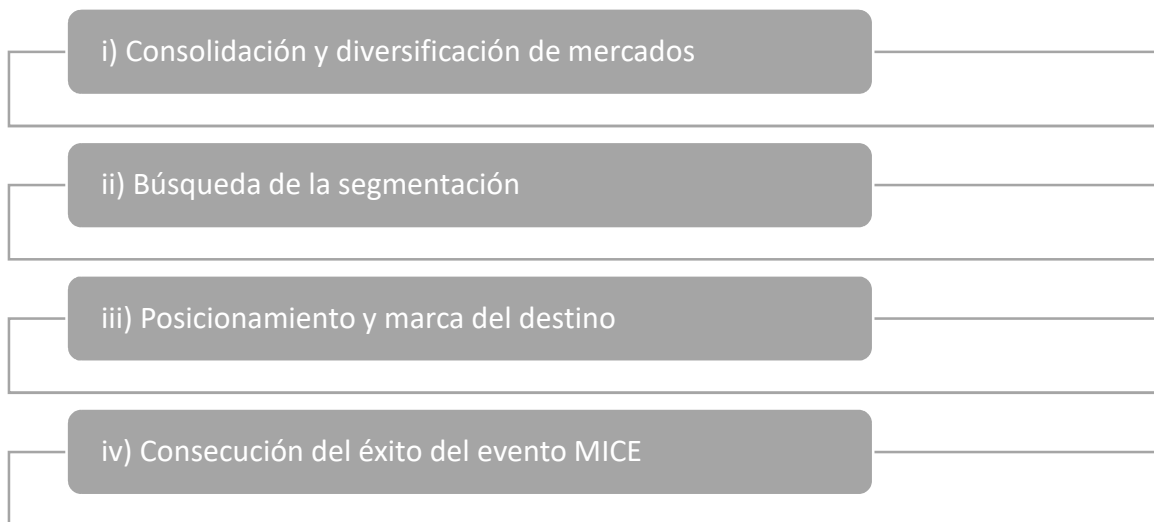 i) Consolidación y diversificación de mercados
ii) Búsqueda de la segmentación
iii) Posicionamiento y marca del destino
iv) Consecución del éxito del evento MICE